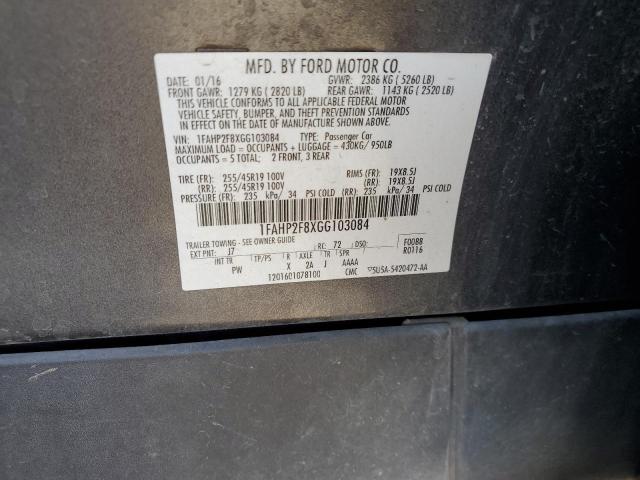 MFD. BY FORD MOTOR CO.
DATE: 01/16 GVWR: 2386 KG ( 5260 LB)
FRONT GAWR: 1279 KG ( 2820 LB) REAR GAWR: 1143 KG ( 2520 LB)
THIS VEHICLE CONFORMS TO ALL APPLICABLE FEDERAL MOTOR
VEHICLE SAFETY, BUMPER, AND THEFT PREVENTION STANDARDS
IN EFFECT ON THE DATE OF MANUFACTURE SHOWN ABOVE.
VIN: 1FAHP2F8XGG103084 TYPE: Passenger Car
MAXIMUM LOAD = OCCUPANTS + LUGGAGE = 430KG/ 950LB
OCCUPANTS = 5 TOTAL; 2 FRONT, 3 REAR
TIRE (FR): 255/45R19 100V RIMS (FR): 19X8.5J
(RR): 255/45R19 100V (RR): 19X8.5J
PRESSURE (FR): 235 kPa/ 34 PSI COLD (RR): 235 kPa/ 34 PSI COLD
1FAHP2F8XGG103084
TRAILER TOWING - SEE OWNER GUIDE
EXT PNT: J7 RC: 72 DSO: F0088
R0116
INT TR TP/PS R AXLE TR SPR
PW X 2A J AAAA
1201601078100 CMC 5U5A-5420472-AA